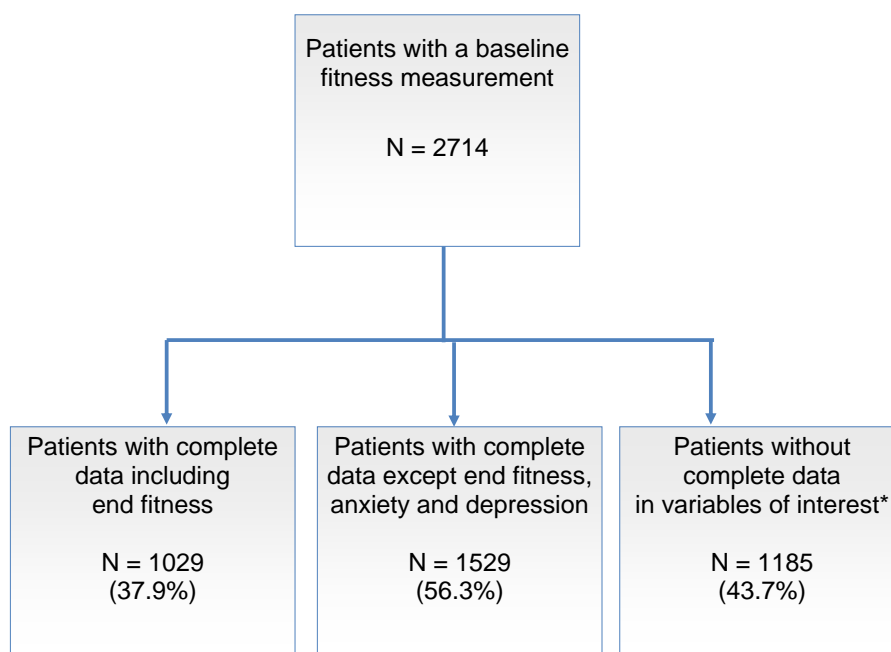 Patients with a baseline
fitness measurement
N = 2714
Patients with complete
data including
end fitness
N = 1029
(37.9%)
Patients with complete
data except end fitness,
anxiety and depression
N = 1529
(56.3%)
Patients without
complete data
in variables of interest*
N = 1185
(43.7%)